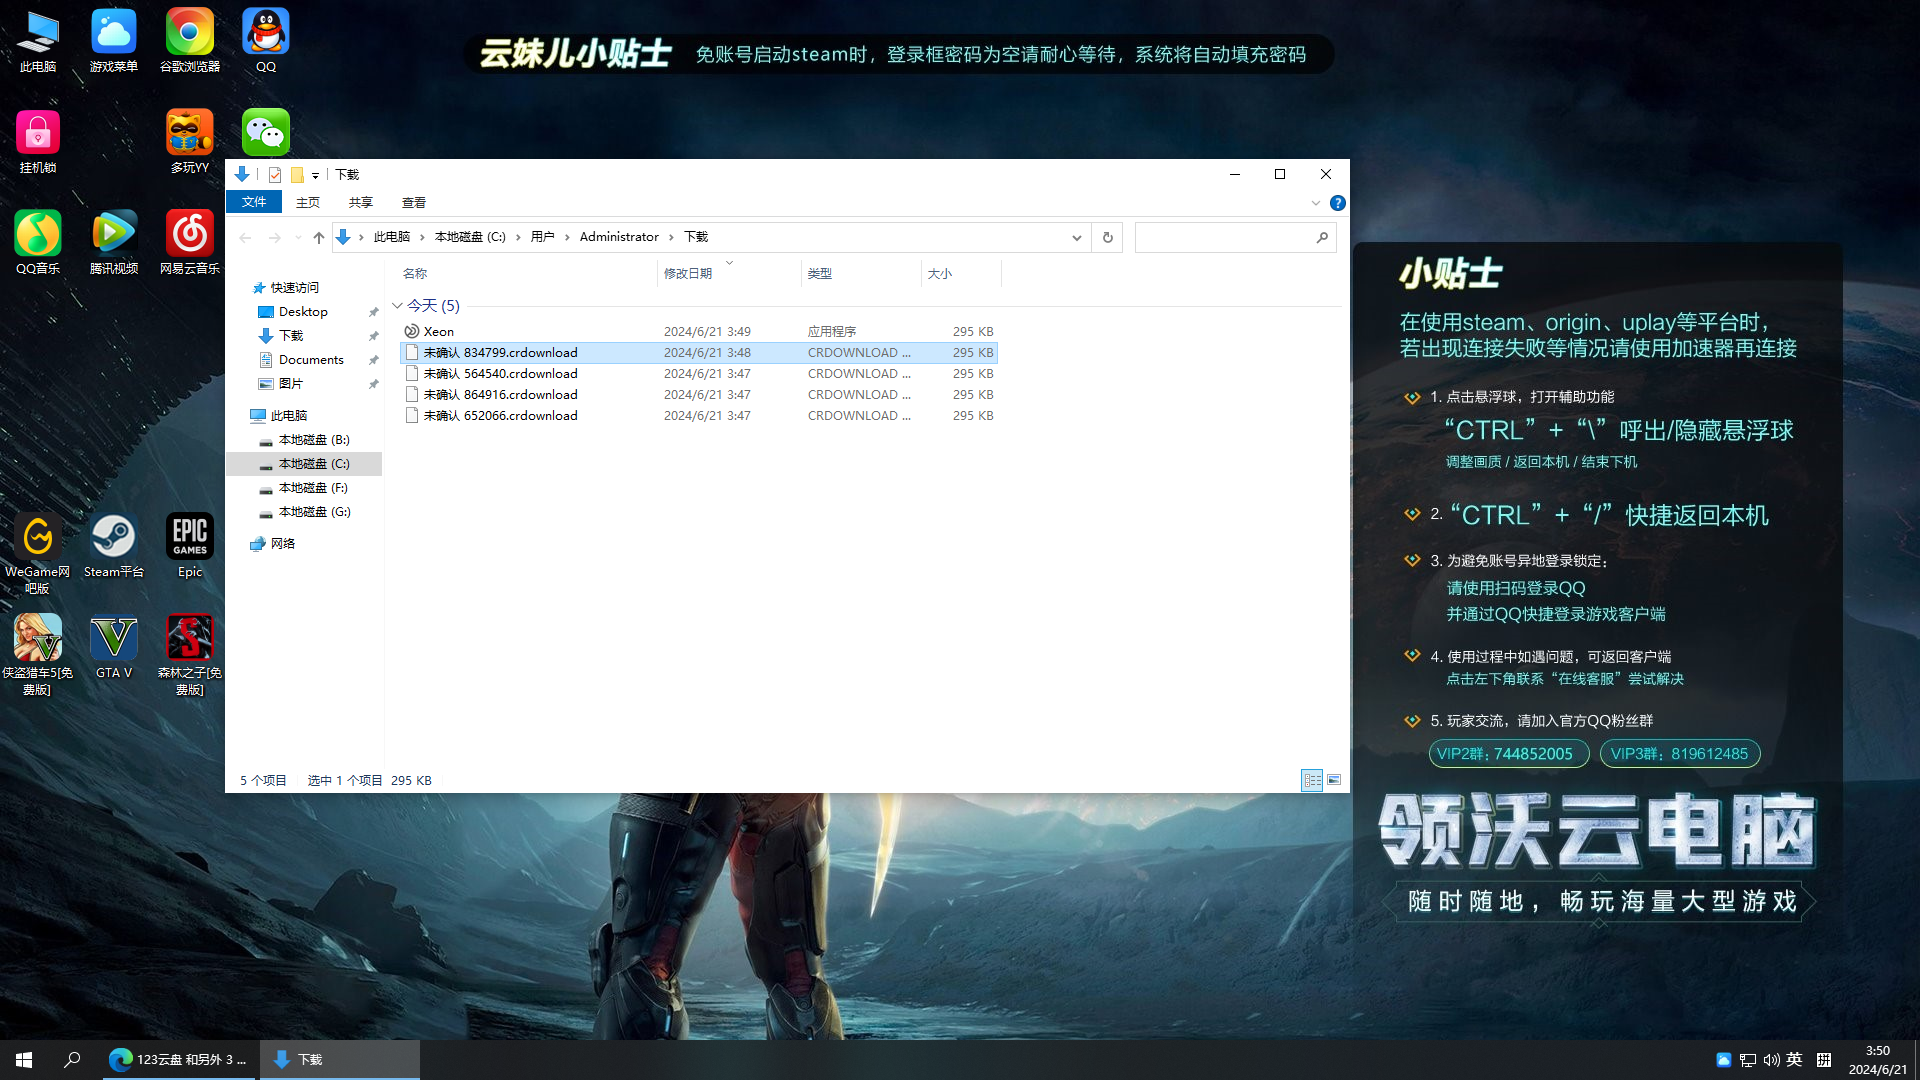 此电脑
游戏菜单
谷歌浏览器
QQ
挂机锁
多玩YY
QQ音乐
腾讯视频
网易云音乐
WeGame网吧版
Steam平台
EPIC GAMES
Epic
侠盗猎车5[免费版]
GTA V
森林之子[免费版]
云妹儿小贴士 免账号启动steam时，登录框密码为空请耐心等待，系统将自动填充密码
下载
文件 主页 共享 查看
此电脑 › 本地磁盘 (C:) › 用户 › Administrator › 下载
快速访问
Desktop
下载
Documents
图片
此电脑
本地磁盘 (B:)
本地磁盘 (C:)
本地磁盘 (F:)
本地磁盘 (G:)
网络
名称 修改日期 类型 大小
今天 (5)
Xeon 2024/6/21 3:49 应用程序 295 KB
未确认 834799.crdownload 2024/6/21 3:48 CRDOWNLOAD ... 295 KB
未确认 564540.crdownload 2024/6/21 3:47 CRDOWNLOAD ... 295 KB
未确认 864916.crdownload 2024/6/21 3:47 CRDOWNLOAD ... 295 KB
未确认 652066.crdownload 2024/6/21 3:47 CRDOWNLOAD ... 295 KB
5 个项目 选中 1 个项目 295 KB
小贴士
在使用steam、origin、uplay等平台时，
若出现连接失败等情况请使用加速器再连接
1. 点击悬浮球，打开辅助功能
“CTRL” + “\” 呼出/隐藏悬浮球
调整画质 / 返回本机 / 结束下机
2. “CTRL” + “/” 快捷返回本机
3. 为避免账号异地登录锁定：
请使用扫码登录QQ
并通过QQ快捷登录游戏客户端
4. 使用过程中如遇问题，可返回客户端
点击左下角联系“在线客服”尝试解决
5. 玩家交流，请加入官方QQ粉丝群
VIP2群：744852005 VIP3群：819612485
领沃云电脑
随时随地，畅玩海量大型游戏
123云盘 和另外 3 ...
下载
英
拼
3:50
2024/6/21